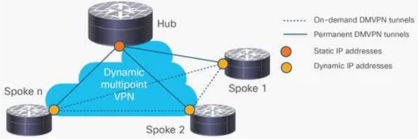 Hub
On-demand DMVPN tunnels
Permanent DMVPN tunnels
Static IP addresses
Dynamic IP addresses
Dynamic
multipoint
VPN
Spoke 1
Spoke n
Spoke 2